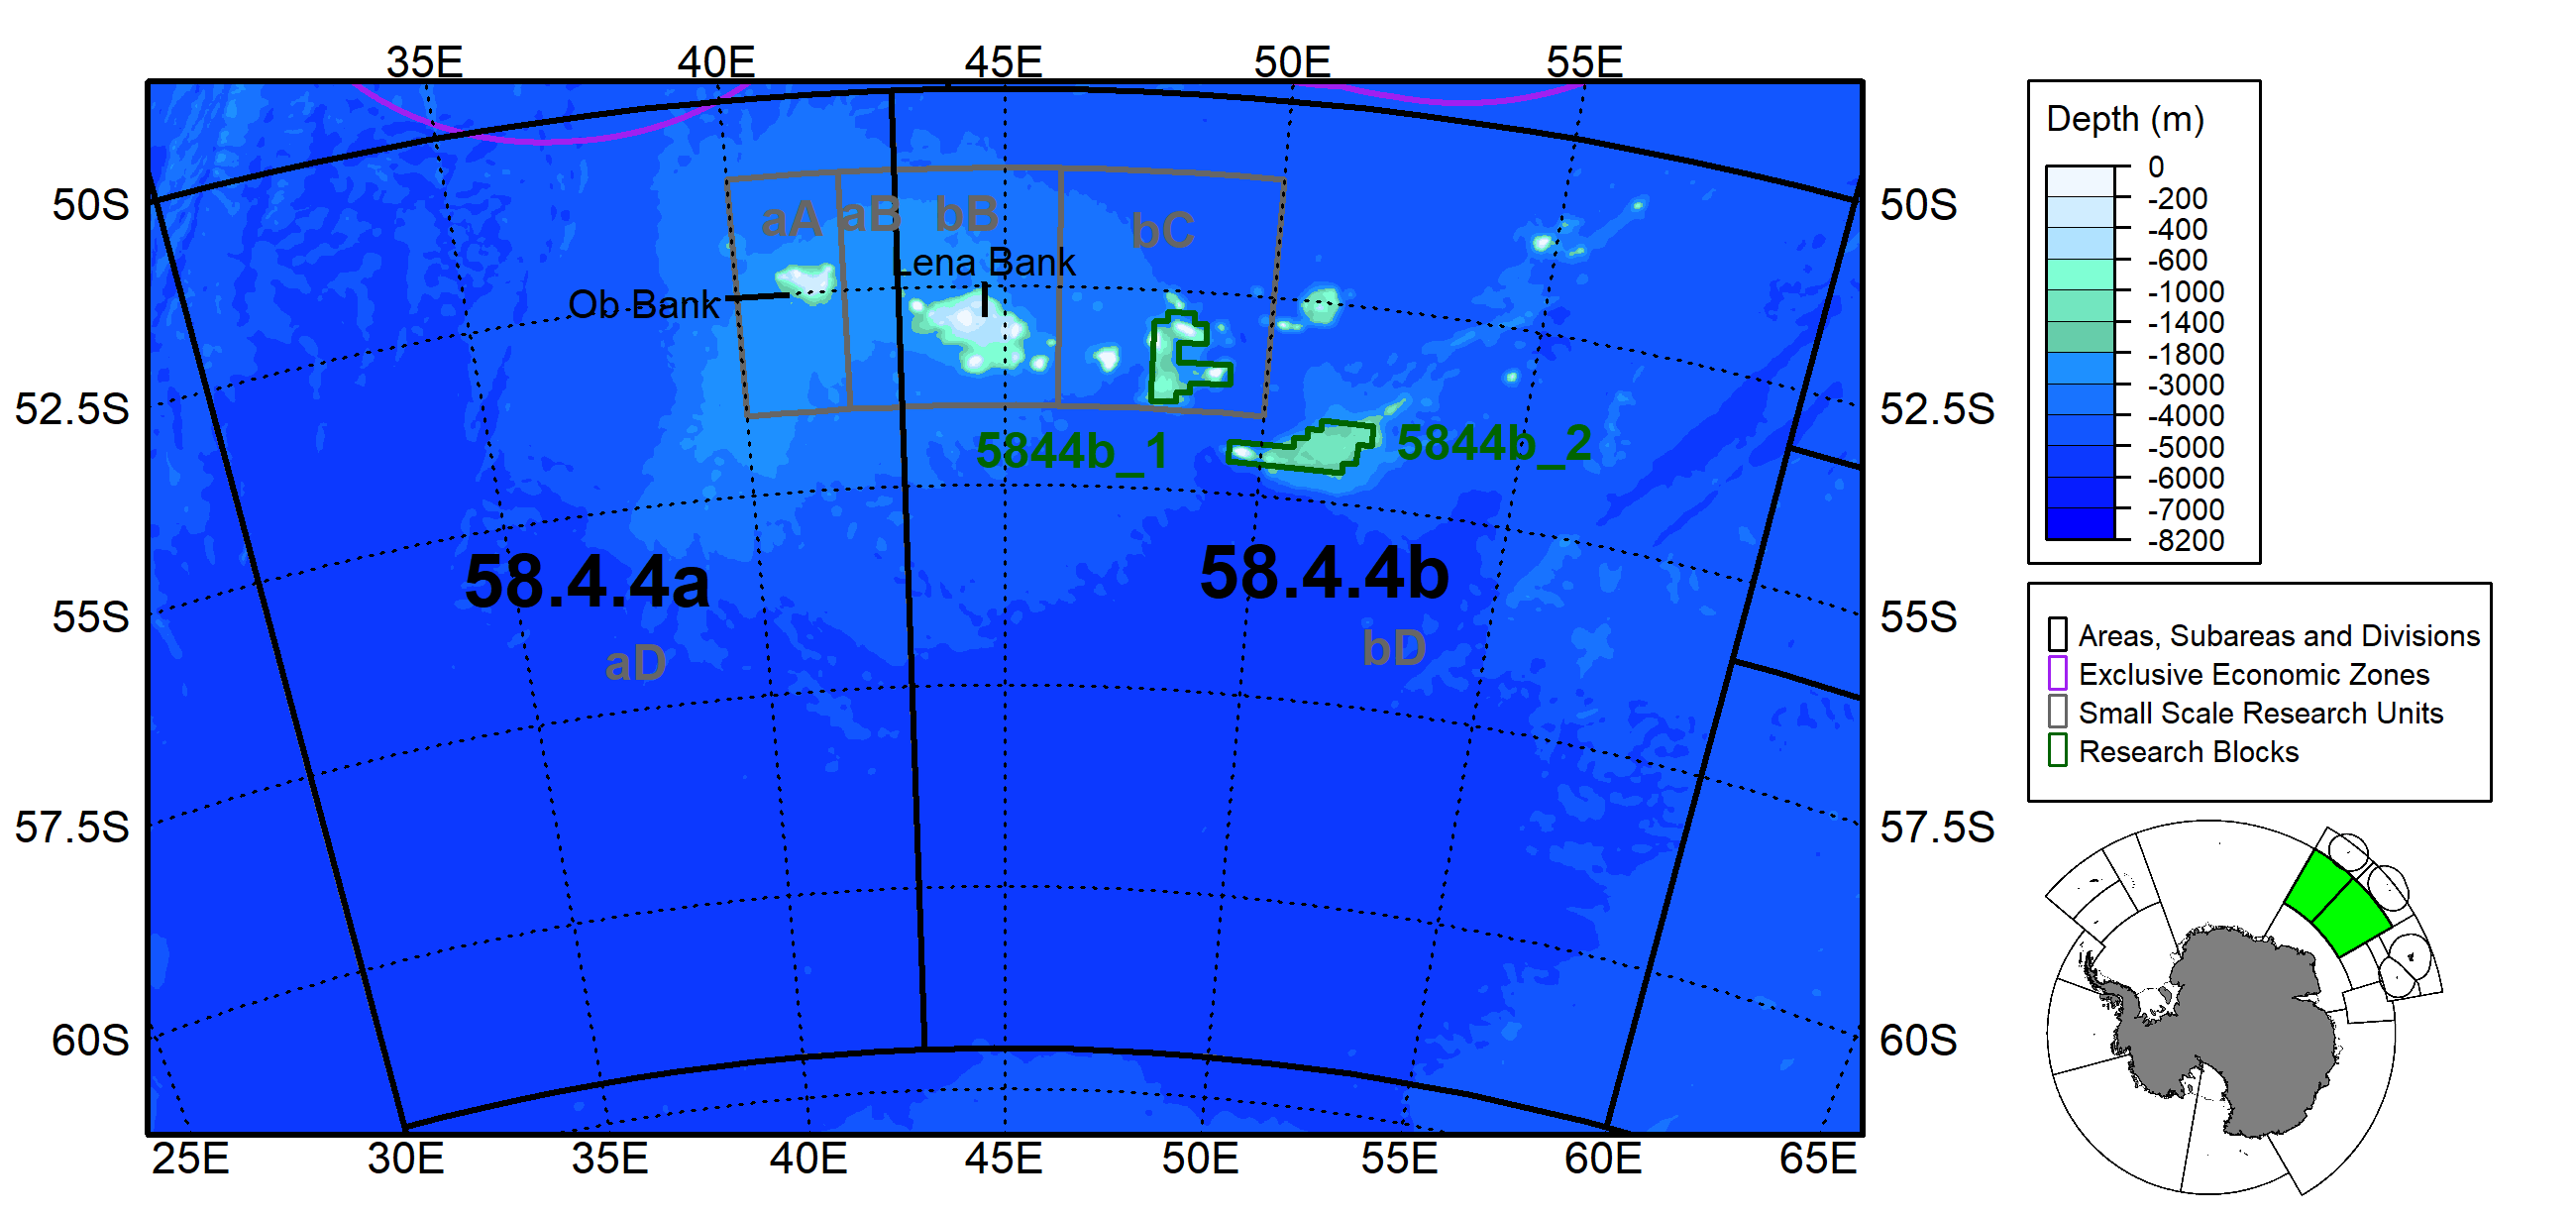 35E 40E 45E 50E 55E
50S
52.5S
55S
57.5S
60S
aA aB bB bC
Lena Bank
Ob Bank
5844b_1 5844b_2
58.4.4a 58.4.4b
aD bD
50S
52.5S
55S
57.5S
60S
25E 30E 35E 40E 45E 50E 55E 60E 65E
Depth (m)
0
-200
-400
-600
-1000
-1400
-1800
-3000
-4000
-5000
-6000
-7000
-8200
Areas, Subareas and Divisions
Exclusive Economic Zones
Small Scale Research Units
Research Blocks